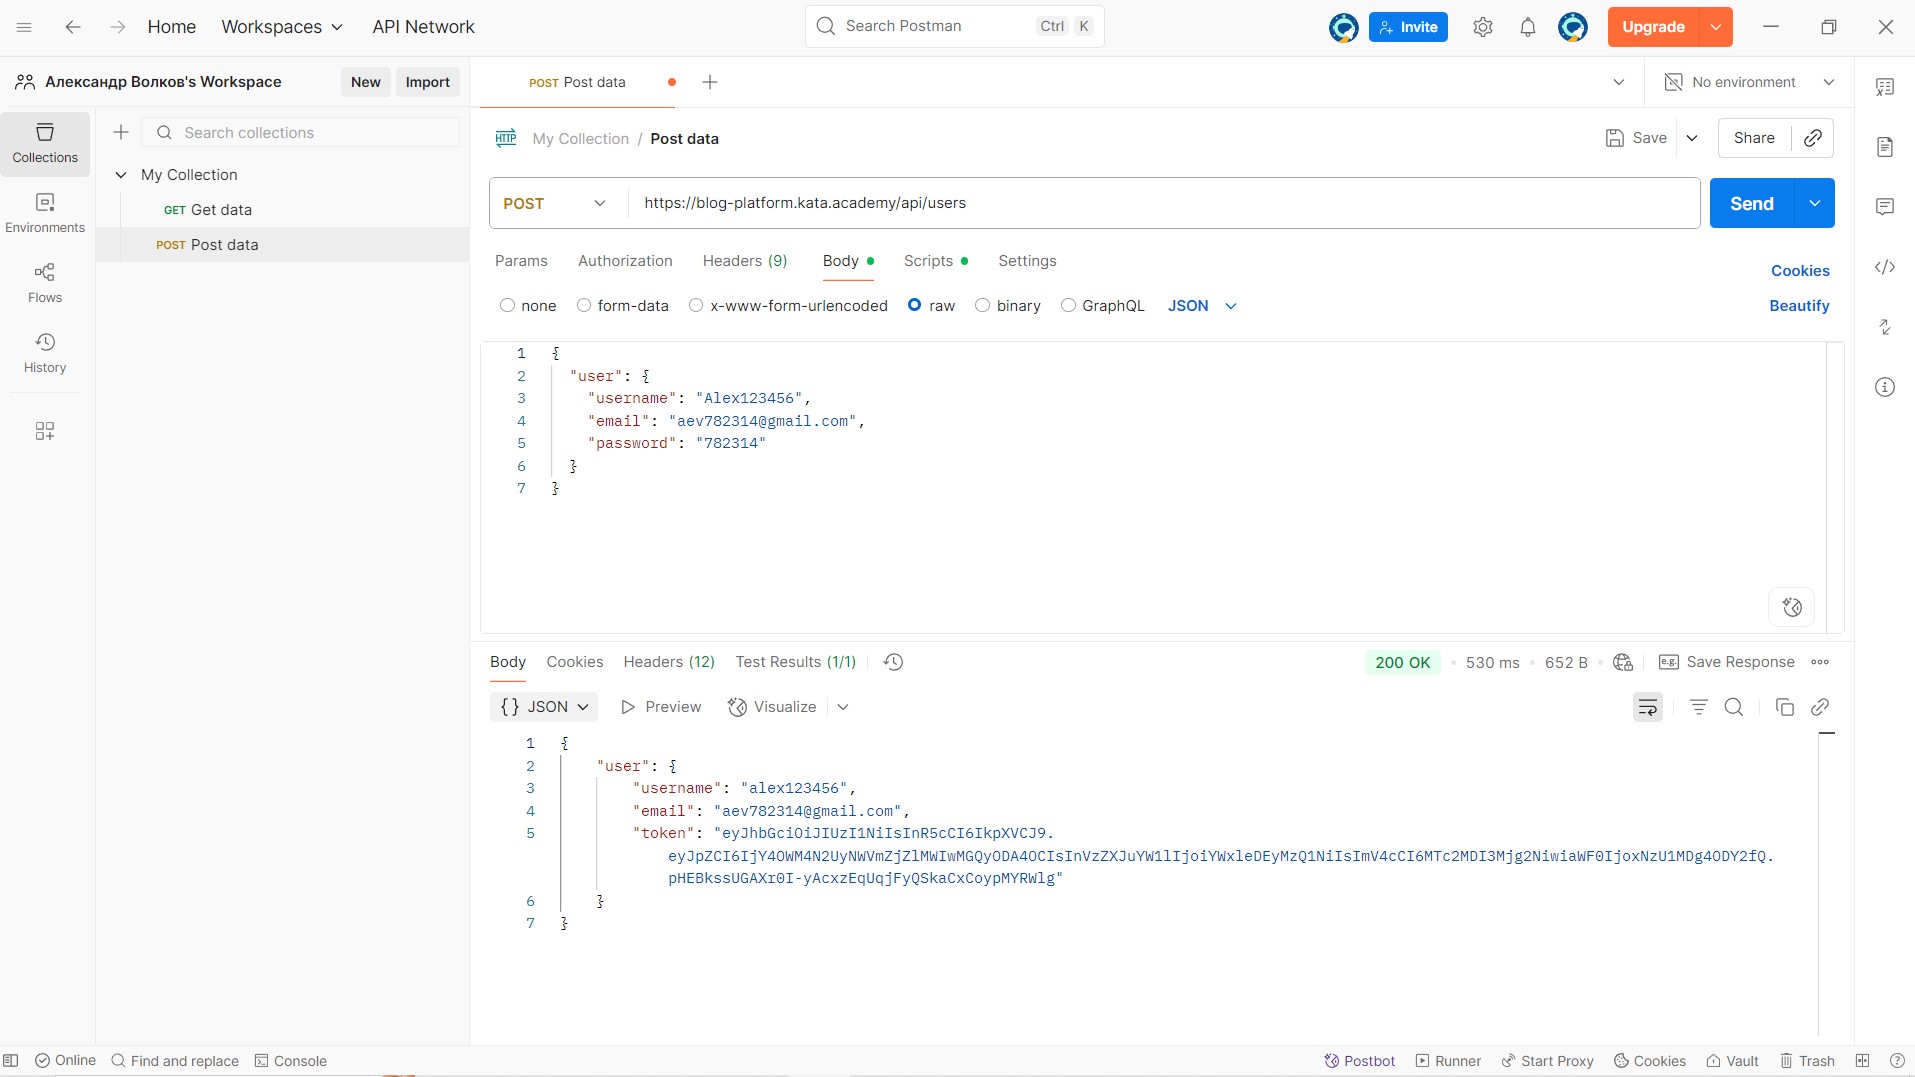 Home Workspaces API Network Search Postman Ctrl K Invite Upgrade
Александр Волков's Workspace New Import POST Post data No environment
Collections Search collections
My Collection / Post data Save Share
My Collection
GET Get data
POST Post data
Environments
Flows
History
POST https://blog-platform.kata.academy/api/users Send
Params Authorization Headers (9) Body Scripts Settings Cookies
none form-data x-www-form-urlencoded raw binary GraphQL JSON Beautify
1 {
2 "user": {
3 "username": "Alex123456",
4 "email": "aev782314@gmail.com",
5 "password": "782314"
6 }
7 }
Body Cookies Headers (12) Test Results (1/1) 200 OK 530 ms 652 B e.g. Save Response
{} JSON Preview Visualize
1 {
2 "user": {
3 "username": "alex123456",
4 "email": "aev782314@gmail.com",
5 "token": "eyJhbGciOiJIUzI1NiIsInR5cCI6IkpXVCJ9.
eyJpZCI6IjY4OWM4N2UyNWVmZjZlMWIwMGQyODA4OCIsInVzZXJuYW1lIjoiYWxleDEyMzQ1NiIsImV4cCI6MTc2MDI3Mjg2NiwiaWF0IjoxNzU1MDg4ODY2fQ.
pHEBkssUGAXr0I-yAcxzEqUqjFyQSkaCxCoypMYRWlg"
6 }
7 }
Online Find and replace Console Postbot Runner Start Proxy Cookies Vault Trash